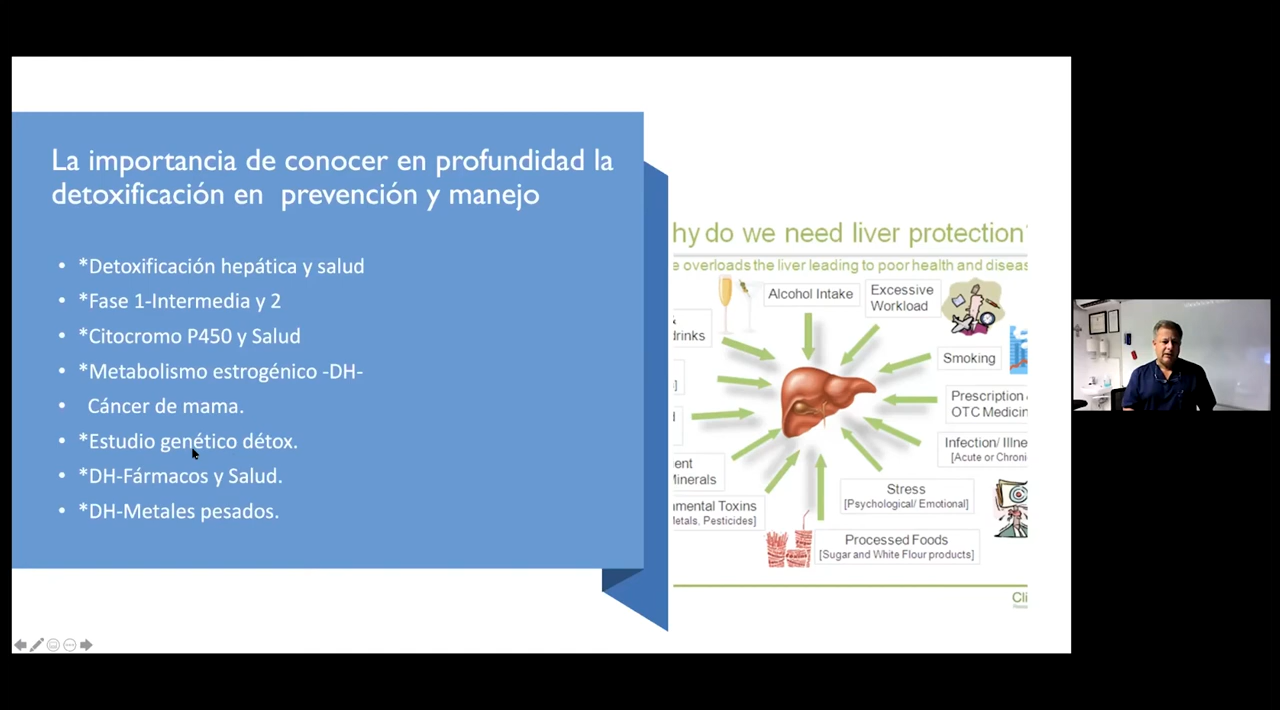 La importancia de conocer en profundidad la
detoxificación en  prevención y manejo
• *Detoxificación hepática y salud
• *Fase 1-Intermedia y 2
• *Citocromo P450 y Salud
• *Metabolismo estrogénico -DH-
• Cáncer de mama.
• *Estudio genético détox.
• *DH-Fármacos y Salud.
• *DH-Metales pesados.
hy do we need liver protection?
e overloads the liver leading to poor health and diseas
Alcohol Intake
Excessive
Workload
&
drinks
Smoking
Prescription &
OTC Medicin
Infection/ Illne
[Acute or Chroni
ent
Minerals
Stress
[Psychological/ Emotional]
mental Toxins
etals, Pesticides]
Processed Foods
[Sugar and White Flour products]
Cli